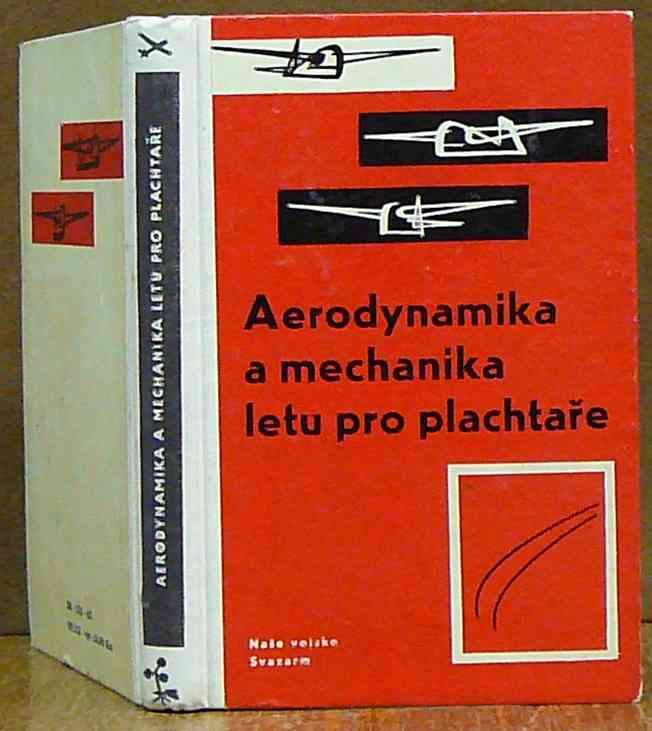 Aerodynamika
a mechanika
letu pro plachtaře
Naše vojsko
Svazarm
AERODYNAMIKA A MECHANIKA LETU PRO PLACHTAŘE